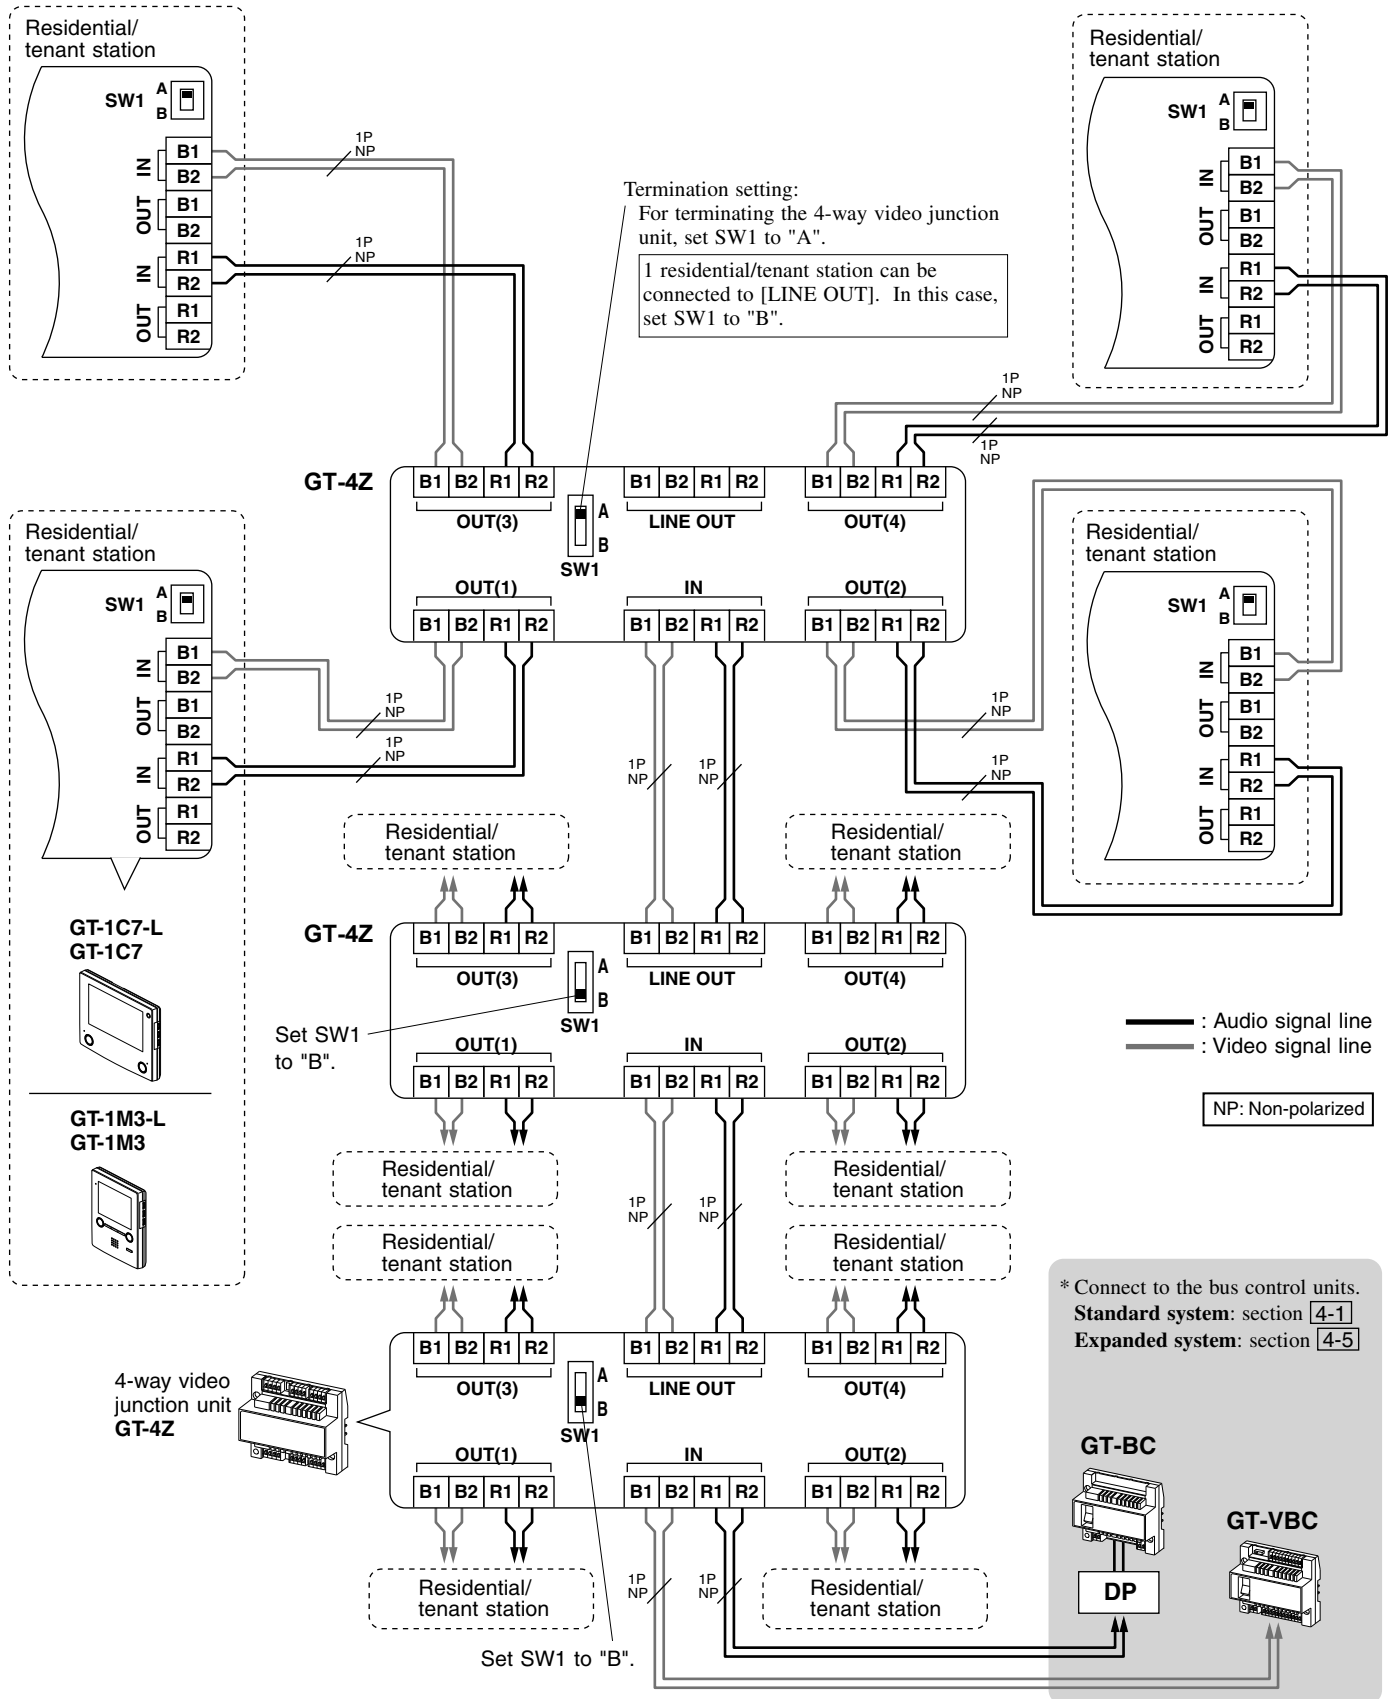 Residential/
tenant station
SW1 A
B
IN B1
B2
OUT B1
B2
IN R1
R2
OUT R1
R2
1P
NP
1P
NP
Termination setting:
For terminating the 4-way video junction
unit, set SW1 to "A".
1 residential/tenant station can be
connected to [LINE OUT]. In this case,
set SW1 to "B".
Residential/
tenant station
SW1 A
B
IN B1
B2
OUT B1
B2
IN R1
R2
OUT R1
R2
1P
NP
1P
NP
GT-4Z
B1 B2 R1 R2
OUT(3)
A
B
SW1
B1 B2 R1 R2
LINE OUT
B1 B2 R1 R2
OUT(4)
OUT(1)
B1 B2 R1 R2
IN
B1 B2 R1 R2
OUT(2)
B1 B2 R1 R2
Residential/
tenant station
SW1 A
B
IN B1
B2
OUT B1
B2
IN R1
R2
OUT R1
R2
1P
NP
1P
NP
GT-1C7-L
GT-1C7
GT-1M3-L
GT-1M3
Residential/
tenant station
SW1 A
B
IN B1
B2
OUT B1
B2
IN R1
R2
OUT R1
R2
1P
NP
1P
NP
1P
NP
1P
NP
Residential/
tenant station
Residential/
tenant station
GT-4Z
B1 B2 R1 R2
OUT(3)
A
B
SW1
B1 B2 R1 R2
LINE OUT
B1 B2 R1 R2
OUT(4)
Set SW1
to "B".
OUT(1)
B1 B2 R1 R2
IN
B1 B2 R1 R2
OUT(2)
B1 B2 R1 R2
: Audio signal line
: Video signal line
NP: Non-polarized
Residential/
tenant station
Residential/
tenant station
1P
NP
1P
NP
Residential/
tenant station
Residential/
tenant station
4-way video
junction unit
GT-4Z
B1 B2 R1 R2
OUT(3)
A
B
SW1
B1 B2 R1 R2
LINE OUT
B1 B2 R1 R2
OUT(4)
OUT(1)
B1 B2 R1 R2
IN
B1 B2 R1 R2
OUT(2)
B1 B2 R1 R2
Residential/
tenant station
1P
NP
1P
NP
Residential/
tenant station
Set SW1 to "B".
* Connect to the bus control units.
Standard system: section 4-1
Expanded system: section 4-5
GT-BC
GT-VBC
DP